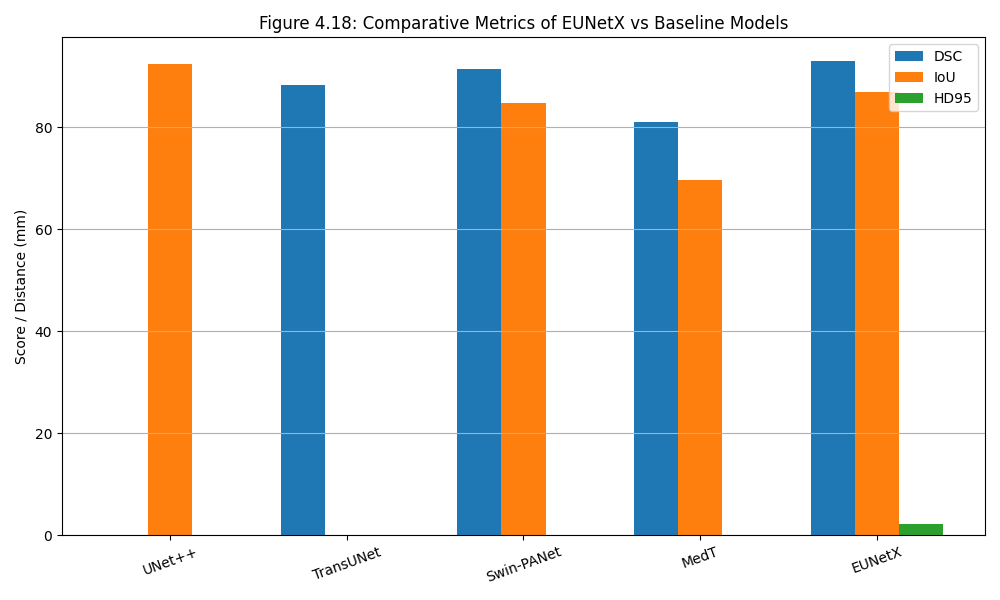 Figure 4.18: Comparative Metrics of EUNetX vs Baseline Models
DSC
IoU
HD95
Score / Distance (mm)
80
60
40
20
0
UNet++
TransUNet
Swin-PANet
MedT
EUNetX